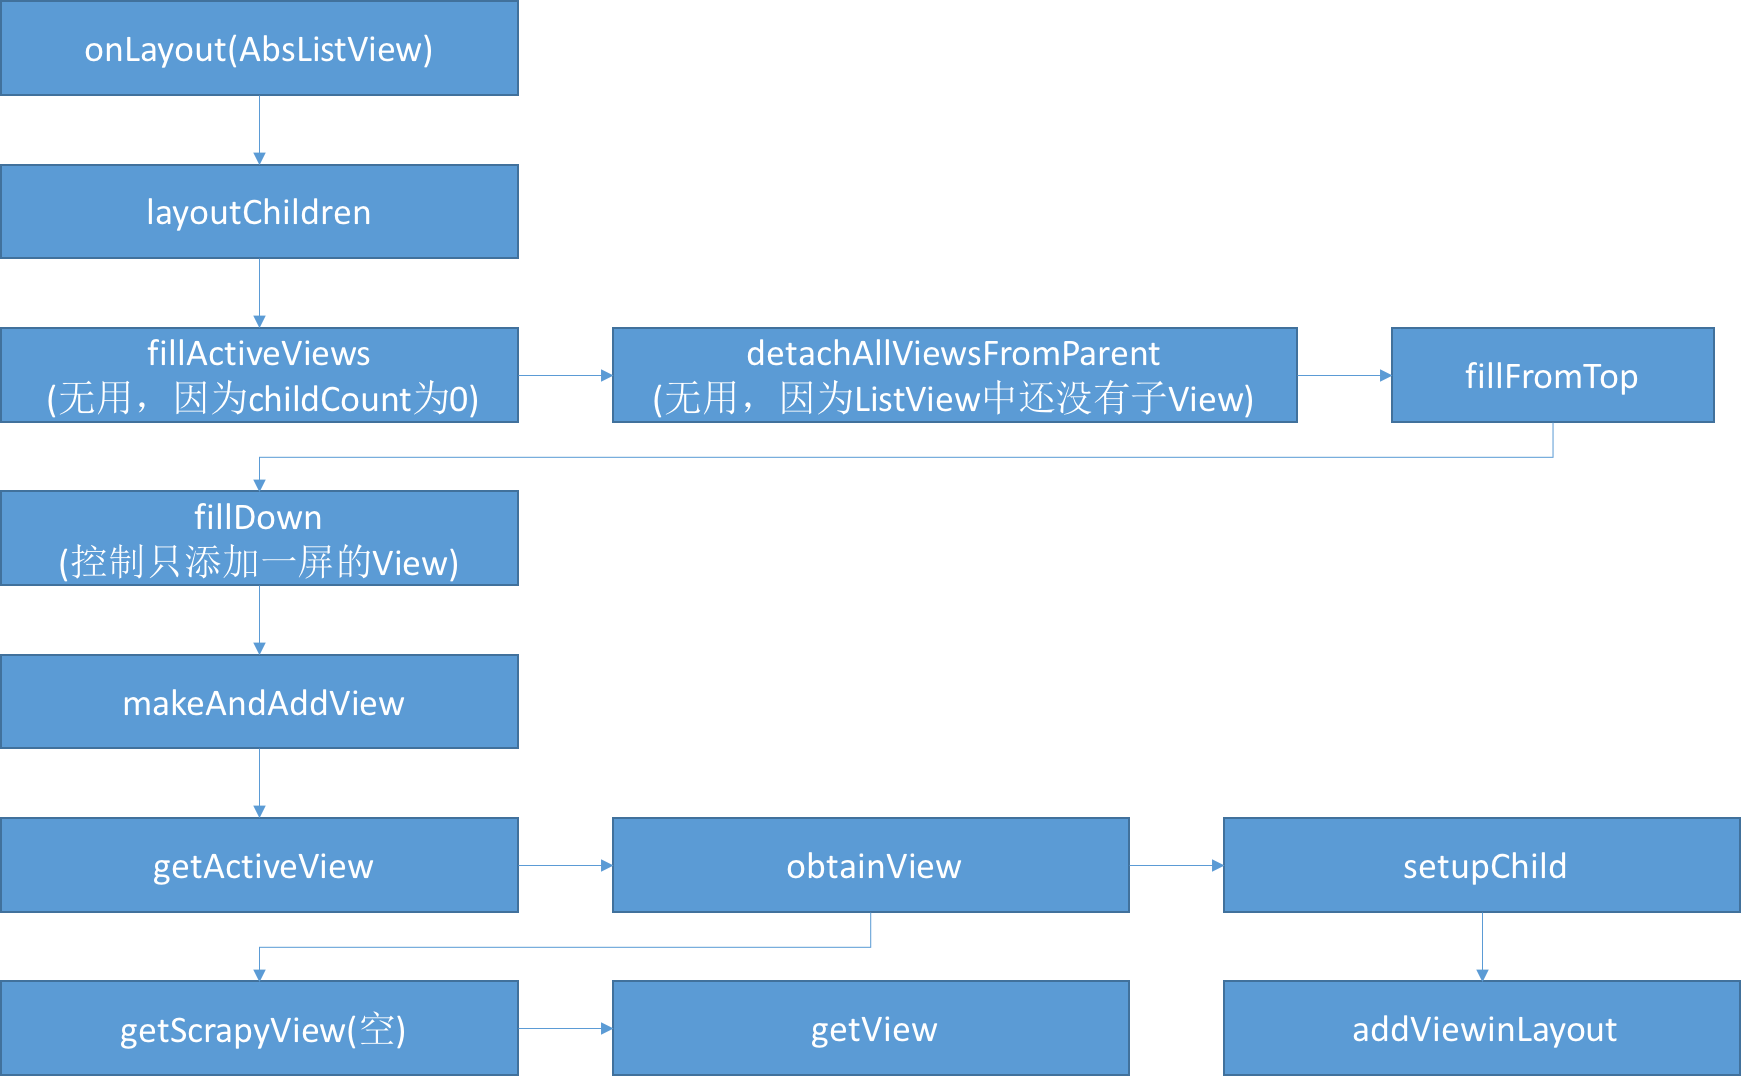 onLayout(AbsListView)
layoutChildren
fillActiveViews
(无用，因为childCount为0)
detachAllViewsFromParent
(无用，因为ListView中还没有子View)
fillFromTop
fillDown
(控制只添加一屏的View)
makeAndAddView
getActiveView
obtainView
setupChild
getScrapyView(空)
getView
addViewinLayout